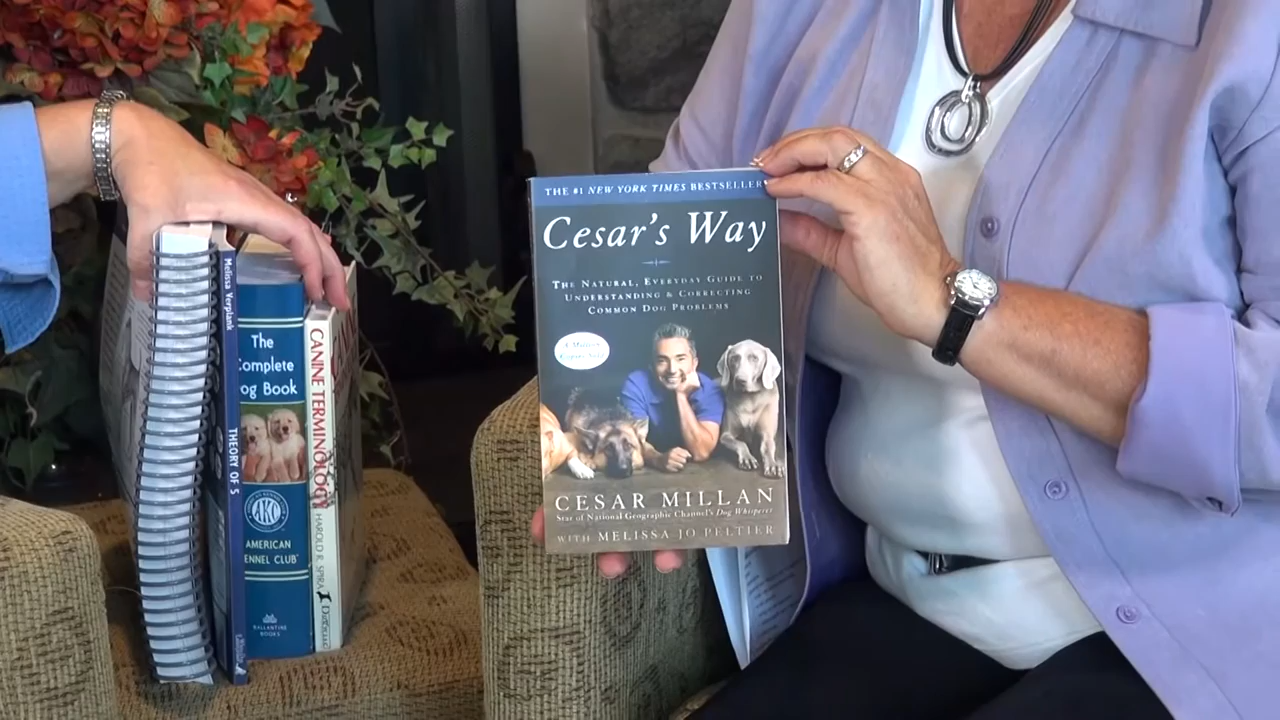 Melissa Verplank
THEORY OF 5
The
Complete
Dog Book
AKC
AMERICAN
KENNEL CLUB
BALLANTINE
BOOKS
CANINE TERMINOLOGY
HAROLD R. SPIRA
THE #1 NEW YORK TIMES BESTSELLER
Cesar's Way
THE NATURAL, EVERYDAY GUIDE TO
UNDERSTANDING & CORRECTING
COMMON DOG PROBLEMS
CESAR MILLAN
Star of National Geographic Channel's Dog Whisperer
WITH MELISSA JO PELTIER